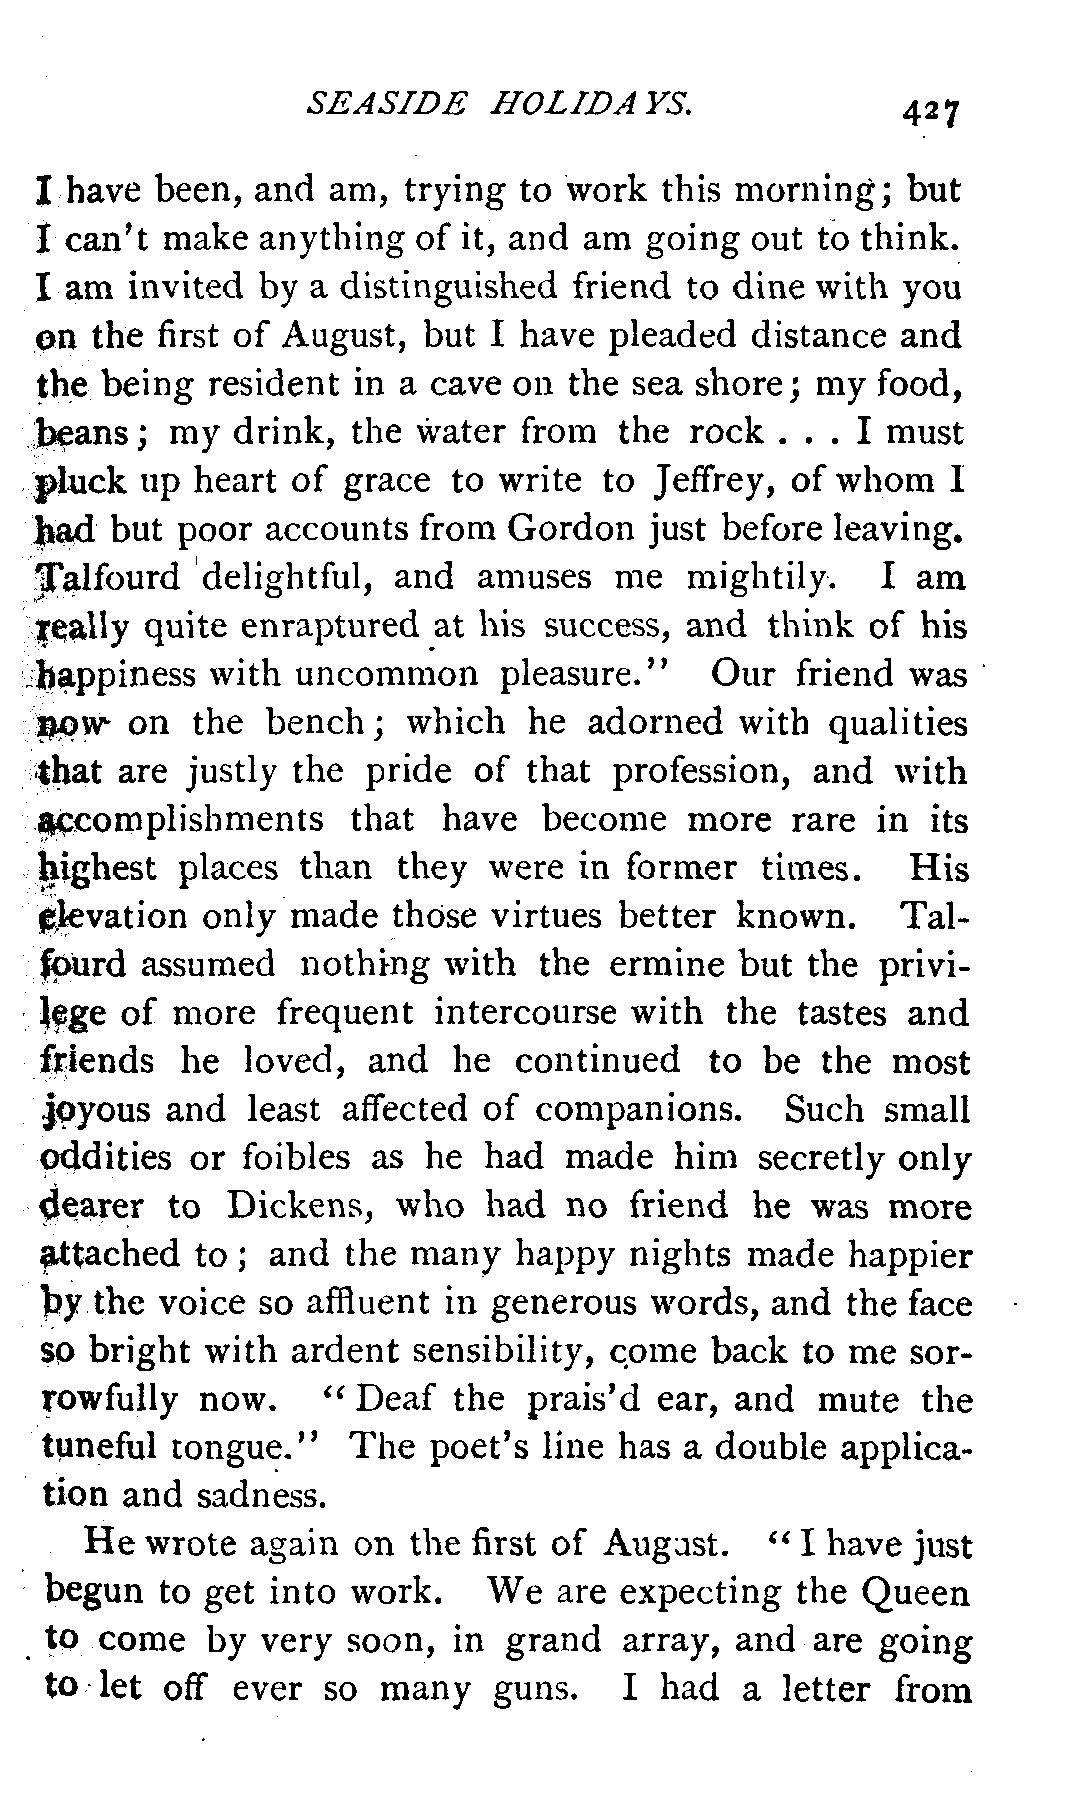 SEASIDE HOLIDAYS. 427
I have been, and am, trying to work this morning; but
I can't make anything of it, and am going out to think.
I am invited by a distinguished friend to dine with you
on the first of August, but I have pleaded distance and
the being resident in a cave on the sea shore; my food,
beans; my drink, the water from the rock . . . I must
pluck up heart of grace to write to Jeffrey, of whom I
had but poor accounts from Gordon just before leaving.
Talfourd delightful, and amuses me mightily. I am
really quite enraptured at his success, and think of his
happiness with uncommon pleasure." Our friend was
now on the bench; which he adorned with qualities
that are justly the pride of that profession, and with
accomplishments that have become more rare in its
highest places than they were in former times. His
elevation only made those virtues better known. Tal-
fourd assumed nothing with the ermine but the privi-
lege of more frequent intercourse with the tastes and
friends he loved, and he continued to be the most
joyous and least affected of companions. Such small
oddities or foibles as he had made him secretly only
dearer to Dickens, who had no friend he was more
attached to; and the many happy nights made happier
by the voice so affluent in generous words, and the face
so bright with ardent sensibility, come back to me sor-
rowfully now. "Deaf the prais'd ear, and mute the
tuneful tongue." The poet's line has a double applica-
tion and sadness.
He wrote again on the first of August. "I have just
begun to get into work. We are expecting the Queen
to come by very soon, in grand array, and are going
to let off ever so many guns. I had a letter from